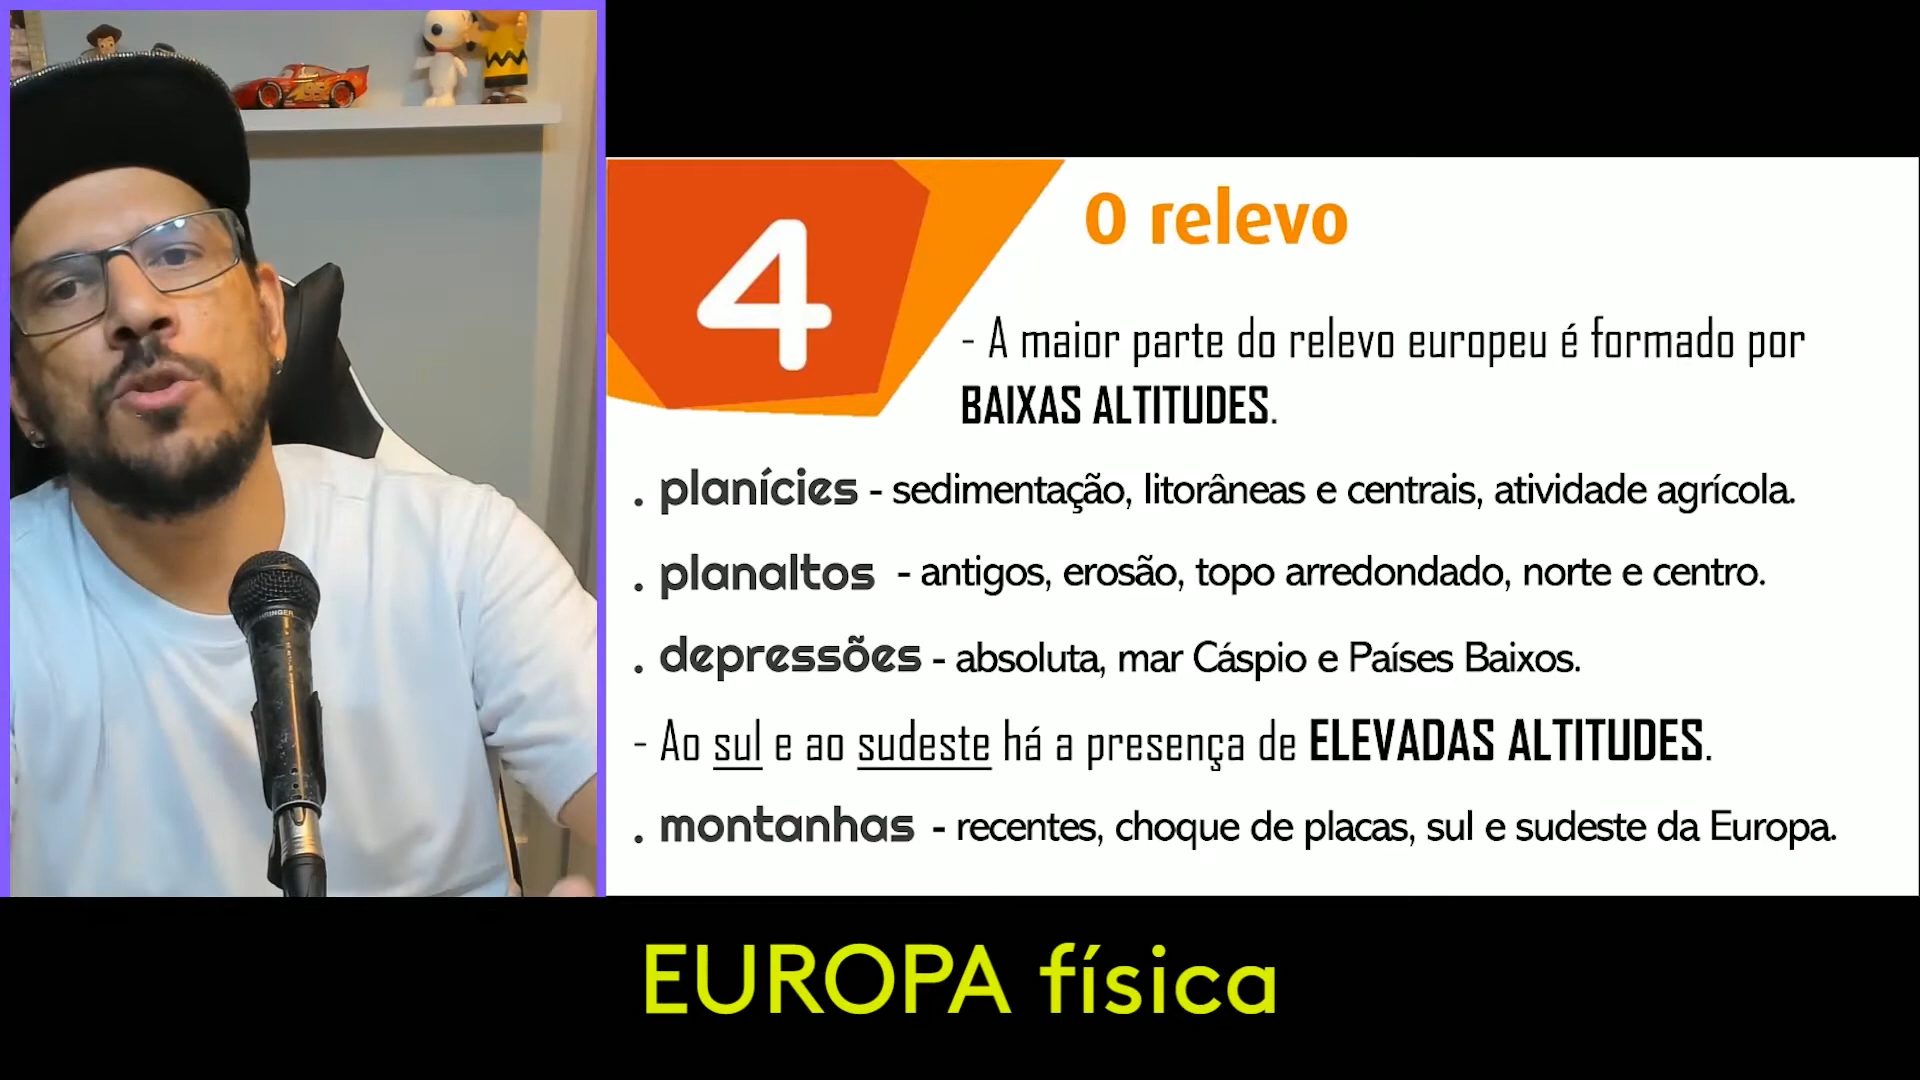 4
O relevo
- A maior parte do relevo europeu é formado por
BAIXAS ALTITUDES.
. planícies - sedimentação, litorâneas e centrais, atividade agrícola.
. planaltos - antigos, erosão, topo arredondado, norte e centro.
. depressões - absoluta, mar Cáspio e Países Baixos.
- Ao sul e ao sudeste há a presença de ELEVADAS ALTITUDES.
. montanhas - recentes, choque de placas, sul e sudeste da Europa.
EUROPA física